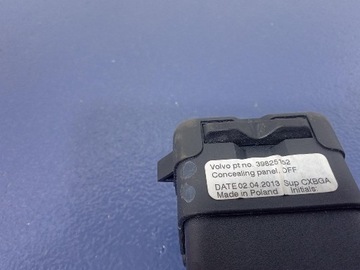 Volvo pt no. 39825152
Concealing panel.OFF
DATE 02.04.2013 Sup CXBGA
Made in Poland Initials: